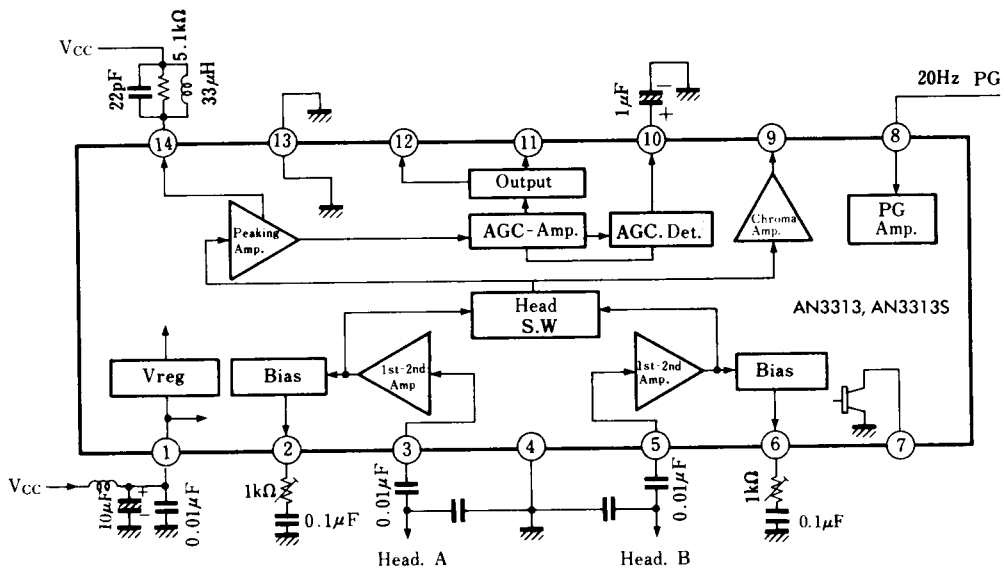 VCC
22pF
5.1kΩ
33μH
1μF
−
+
20Hz PG
14
13
12
11
10
9
8
Output
Peaking
Amp.
AGC-Amp.
AGC. Det.
Chroma
Amp.
PG
Amp.
Head
S.W
AN3313, AN3313S
Vreg
Bias
1st-2nd
Amp
1st-2nd
Amp.
Bias
1
2
3
4
5
6
7
VCC
10μF
+
−
0.01μF
1kΩ
0.1μF
0.01μF
0.01μF
1kΩ
0.1μF
Head. A
Head. B